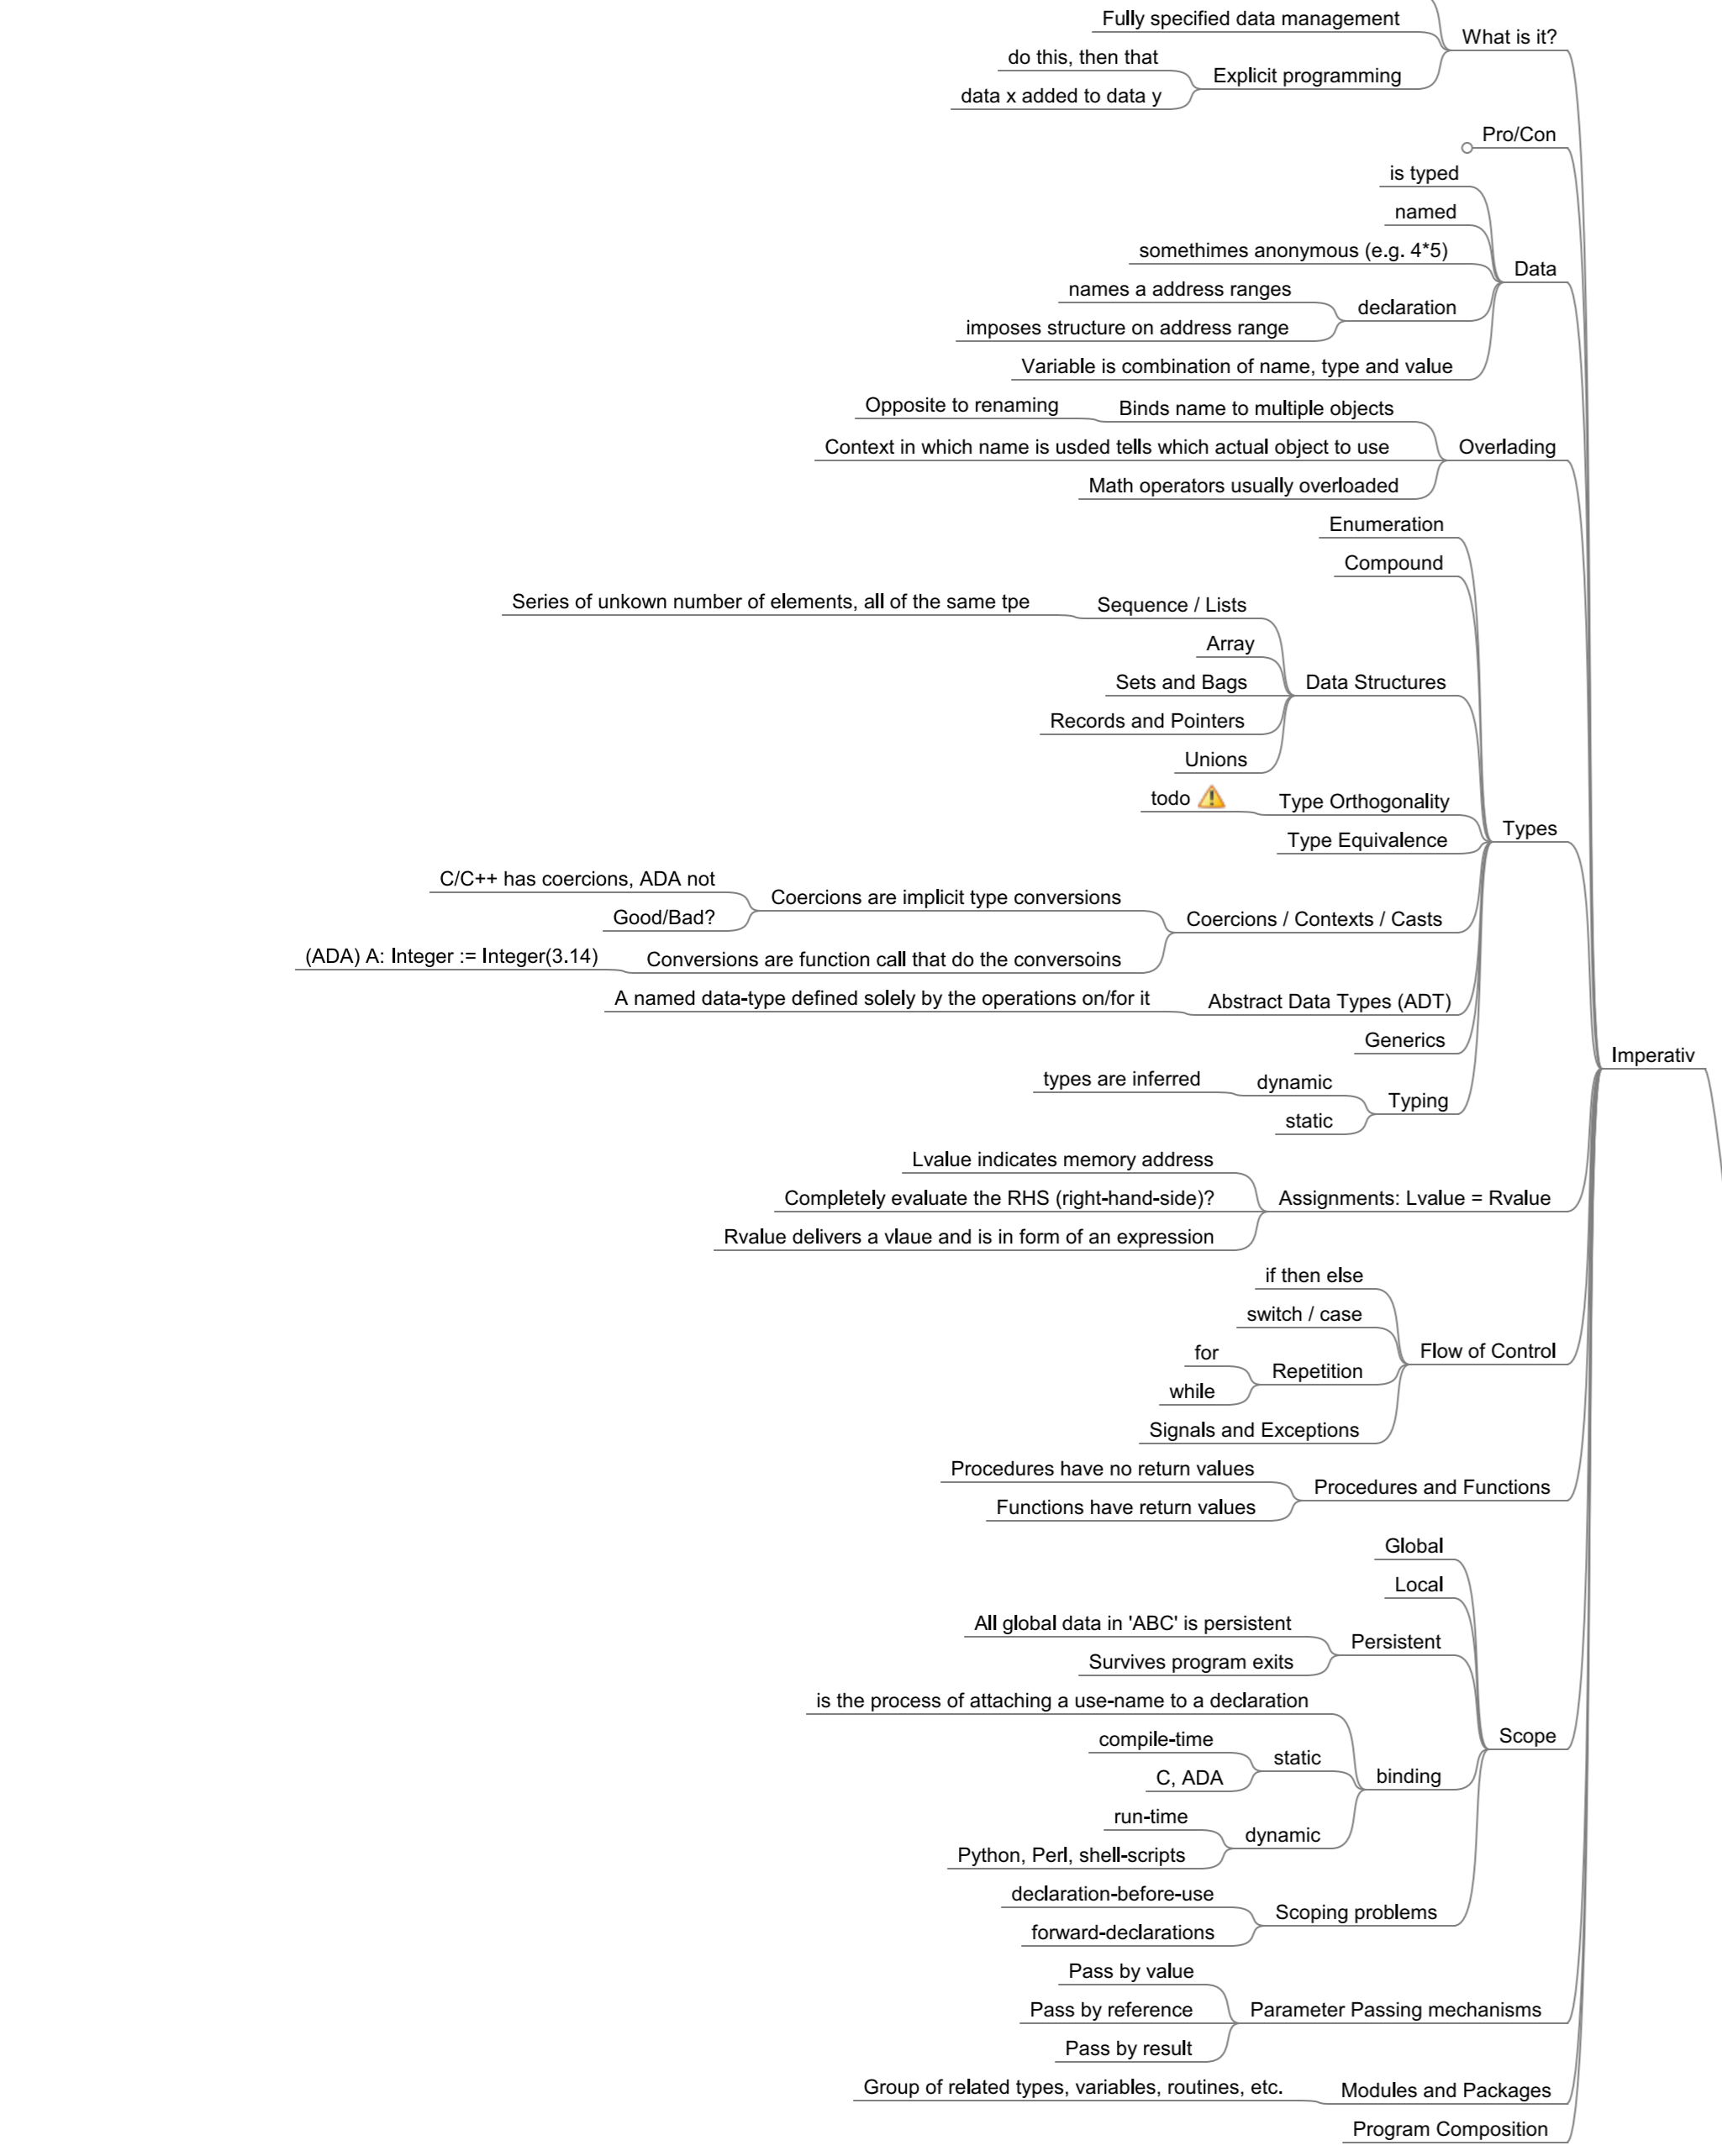 Fully specified data management
What is it?
do this, then that
Explicit programming
data x added to data y
Pro/Con
is typed
named
somethimes anonymous (e.g. 4*5)
Data
names a address ranges
declaration
imposes structure on address range
Variable is combination of name, type and value
Opposite to renaming
Binds name to multiple objects
Context in which name is usded tells which actual object to use
Overlading
Math operators usually overloaded
Enumeration
Compound
Series of unkown number of elements, all of the same tpe
Sequence / Lists
Array
Sets and Bags
Data Structures
Records and Pointers
Unions
todo
Type Orthogonality
Types
Type Equivalence
C/C++ has coercions, ADA not
Coercions are implicit type conversions
Good/Bad?
Coercions / Contexts / Casts
(ADA) A: Integer := Integer(3.14)
Conversions are function call that do the conversoins
A named data-type defined solely by the operations on/for it
Abstract Data Types (ADT)
Generics
Imperativ
types are inferred
dynamic
Typing
static
Lvalue indicates memory address
Completely evaluate the RHS (right-hand-side)?
Assignments: Lvalue = Rvalue
Rvalue delivers a vlaue and is in form of an expression
if then else
switch / case
for
Flow of Control
Repetition
while
Signals and Exceptions
Procedures have no return values
Procedures and Functions
Functions have return values
Global
Local
All global data in 'ABC' is persistent
Persistent
Survives program exits
is the process of attaching a use-name to a declaration
Scope
compile-time
static
C, ADA
binding
run-time
dynamic
Python, Perl, shell-scripts
declaration-before-use
Scoping problems
forward-declarations
Pass by value
Pass by reference
Parameter Passing mechanisms
Pass by result
Group of related types, variables, routines, etc.
Modules and Packages
Program Composition